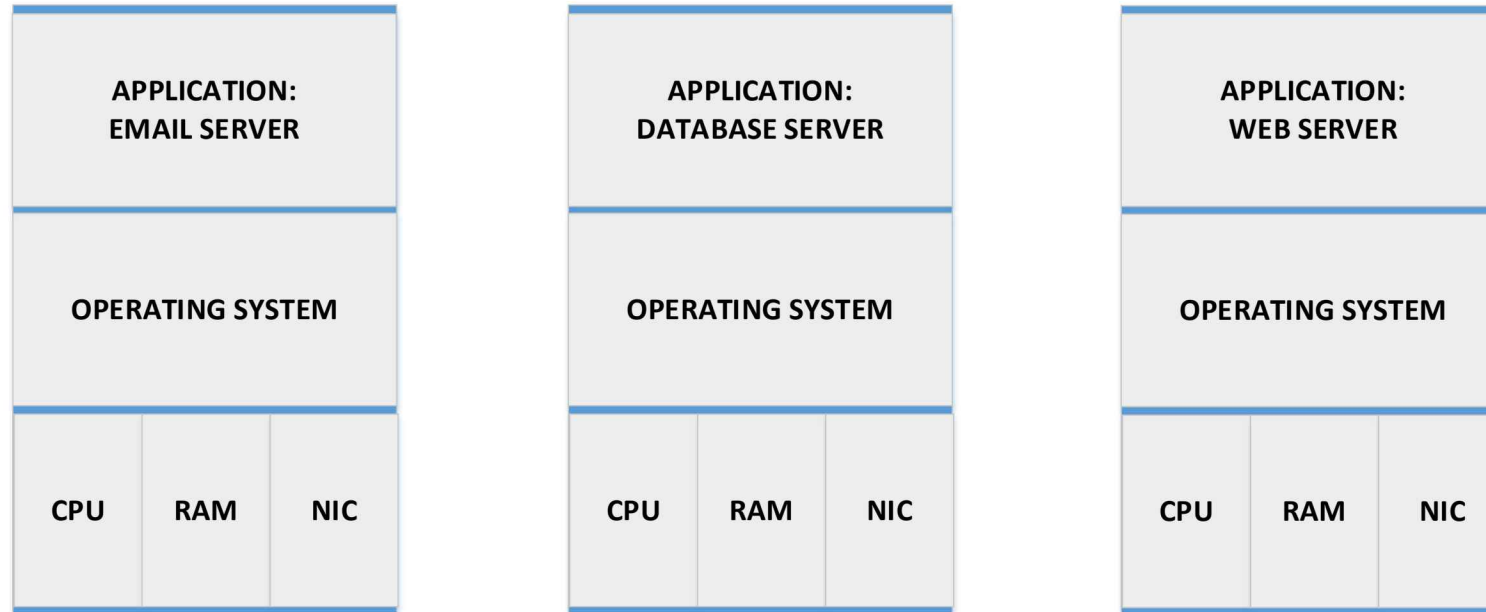 APPLICATION:
EMAIL SERVER
OPERATING SYSTEM
CPU RAM NIC
APPLICATION:
DATABASE SERVER
OPERATING SYSTEM
CPU RAM NIC
APPLICATION:
WEB SERVER
OPERATING SYSTEM
CPU RAM NIC